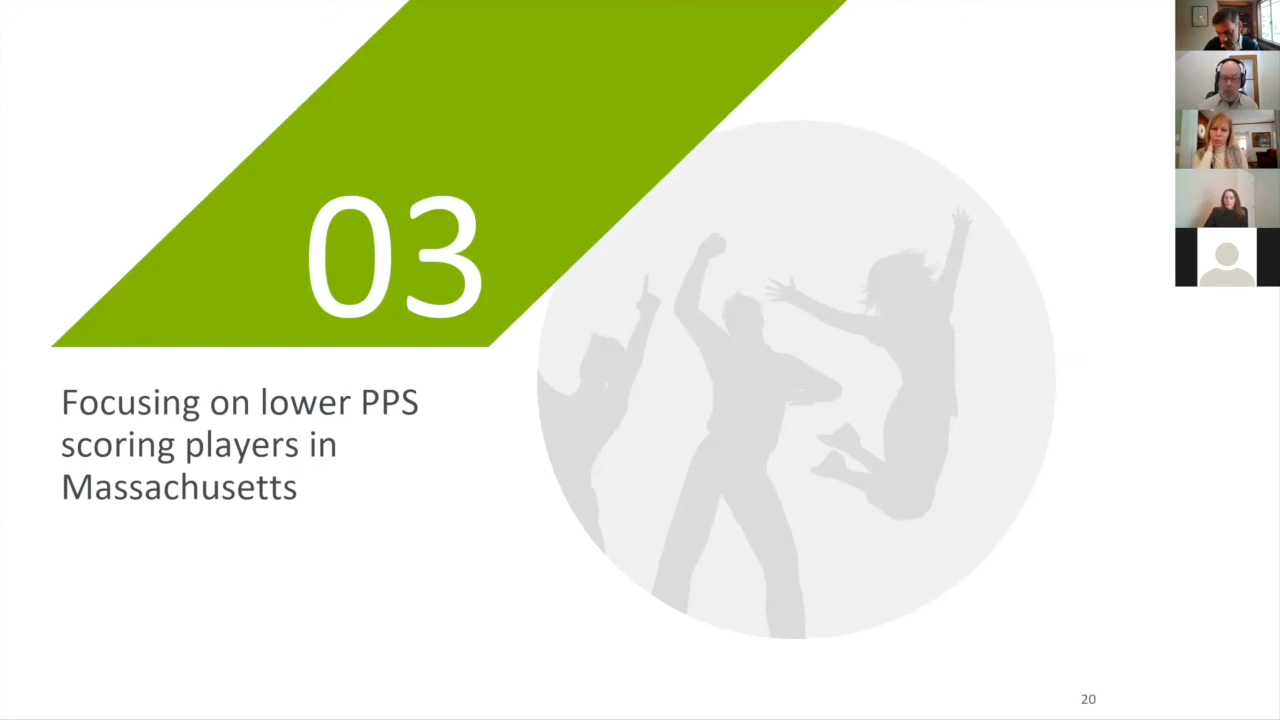 03
Focusing on lower PPS
scoring players in
Massachusetts
20